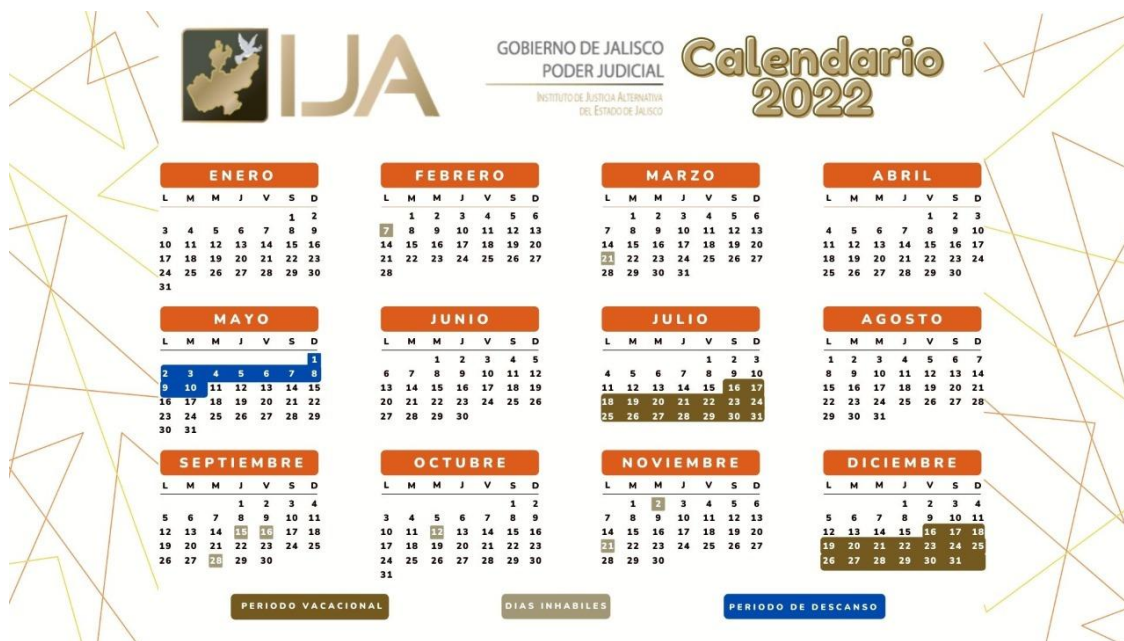 IJA
GOBIERNO DE JALISCO
PODER JUDICIAL
INSTITUTO DE JUSTICIA ALTERNATIVA
DEL ESTADO DE JALISCO
Calendario
2022
ENERO
L M M J V S D
1 2
3 4 5 6 7 8 9
10 11 12 13 14 15 16
17 18 19 20 21 22 23
24 25 26 27 28 29 30
31
FEBRERO
L M M J V S D
1 2 3 4 5 6
7 8 9 10 11 12 13
14 15 16 17 18 19 20
21 22 23 24 25 26 27
28
MARZO
L M M J V S D
1 2 3 4 5 6
7 8 9 10 11 12 13
14 15 16 17 18 19 20
21 22 23 24 25 26 27
28 29 30 31
ABRIL
L M M J V S D
1 2 3
4 5 6 7 8 9 10
11 12 13 14 15 16 17
18 19 20 21 22 23 24
25 26 27 28 29 30
MAYO
L M M J V S D
1
2 3 4 5 6 7 8
9 10 11 12 13 14 15
16 17 18 19 20 21 22
23 24 25 26 27 28 29
30 31
JUNIO
L M M J V S D
1 2 3 4 5
6 7 8 9 10 11 12
13 14 15 16 17 18 19
20 21 22 23 24 25 26
27 28 29 30
JULIO
L M M J V S D
1 2 3
4 5 6 7 8 9 10
11 12 13 14 15 16 17
18 19 20 21 22 23 24
25 26 27 28 29 30 31
AGOSTO
L M M J V S D
1 2 3 4 5 6 7
8 9 10 11 12 13 14
15 16 17 18 19 20 21
22 23 24 25 26 27 28
29 30 31
SEPTIEMBRE
L M M J V S D
1 2 3 4
5 6 7 8 9 10 11
12 13 14 15 16 17 18
19 20 21 22 23 24 25
26 27 28 29 30
OCTUBRE
L M M J V S D
1 2
3 4 5 6 7 8 9
10 11 12 13 14 15 16
17 18 19 20 21 22 23
24 25 26 27 28 29 30
31
NOVIEMBRE
L M M J V S D
1 2 3 4 5 6
7 8 9 10 11 12 13
14 15 16 17 18 19 20
21 22 23 24 25 26 27
28 29 30
DICIEMBRE
L M M J V S D
1 2 3 4
5 6 7 8 9 10 11
12 13 14 15 16 17 18
19 20 21 22 23 24 25
26 27 28 29 30 31
PERIODO VACACIONAL
DIAS INHABILES
PERIODO DE DESCANSO